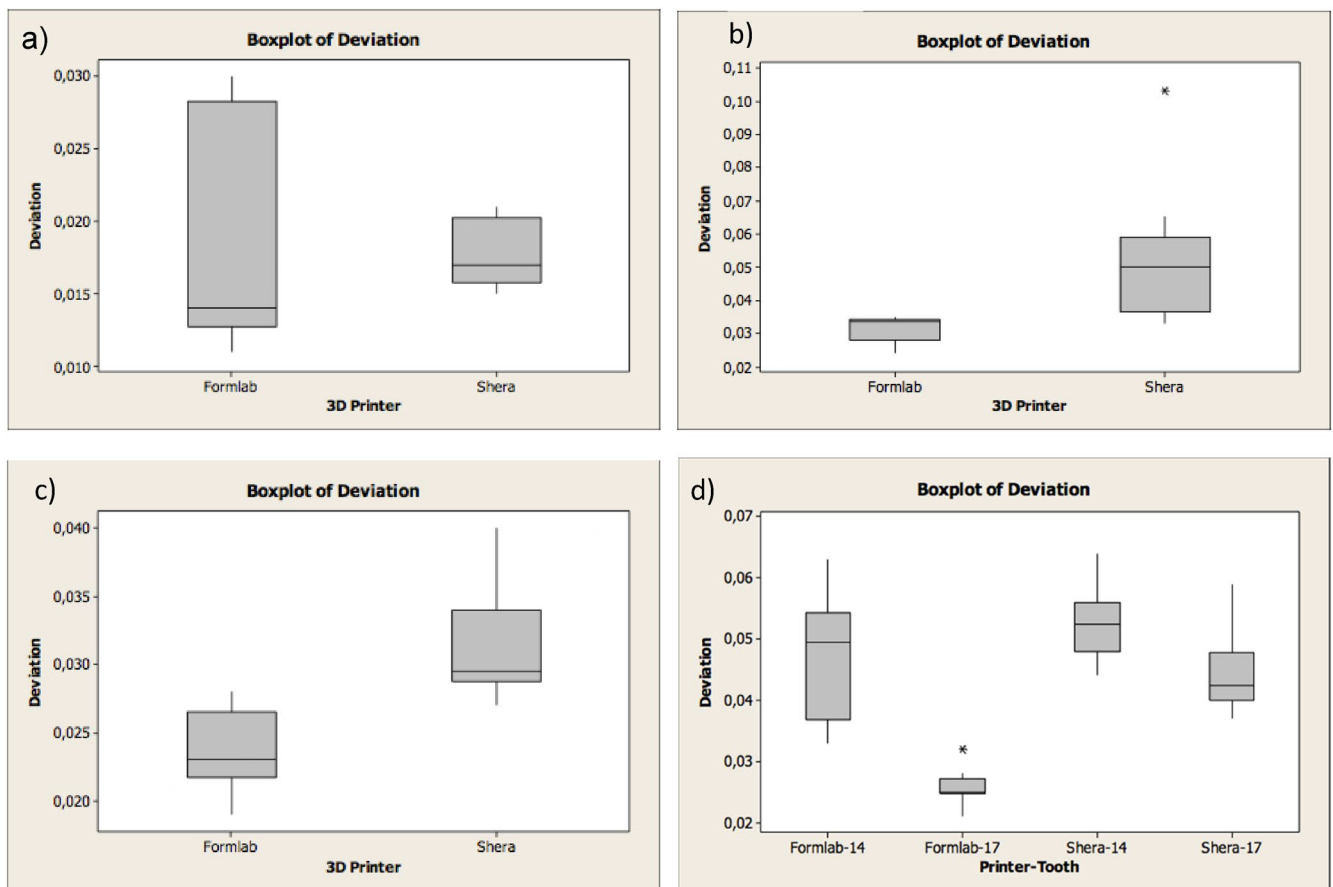 a)
Boxplot of Deviation
0,030
0,025
0,020
0,015
0,010
Deviation
Formlab Shera
3D Printer
b)
Boxplot of Deviation
0,11
0,10
0,09
0,08
0,07
0,06
0,05
0,04
0,03
0,02
Deviation
*
Formlab Shera
3D Printer
c)
Boxplot of Deviation
0,040
0,035
0,030
0,025
0,020
Deviation
Formlab Shera
3D Printer
d)
Boxplot of Deviation
0,07
0,06
0,05
0,04
0,03
0,02
Deviation
*
Formlab-14 Formlab-17 Shera-14 Shera-17
Printer-Tooth